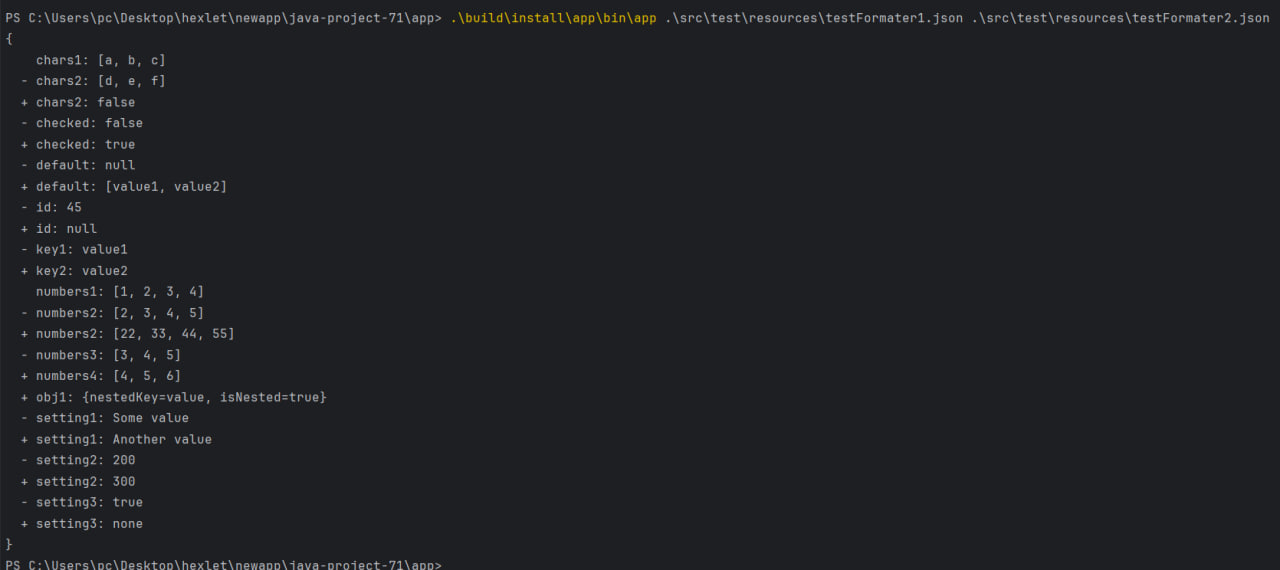 PS C:\Users\pc\Desktop\hexlet\newapp\java-project-71\app> .\build\install\app\bin\app .\src\test\resources\testFormater1.json .\src\test\resources\testFormater2.json
{
    chars1: [a, b, c]
  - chars2: [d, e, f]
  + chars2: false
  - checked: false
  + checked: true
  - default: null
  + default: [value1, value2]
  - id: 45
  + id: null
  - key1: value1
  + key2: value2
    numbers1: [1, 2, 3, 4]
  - numbers2: [2, 3, 4, 5]
  + numbers2: [22, 33, 44, 55]
  - numbers3: [3, 4, 5]
  + numbers4: [4, 5, 6]
  + obj1: {nestedKey=value, isNested=true}
  - setting1: Some value
  + setting1: Another value
  - setting2: 200
  + setting2: 300
  - setting3: true
  + setting3: none
}
PS C:\Users\pc\Desktop\hexlet\newapp\java-project-71\app>